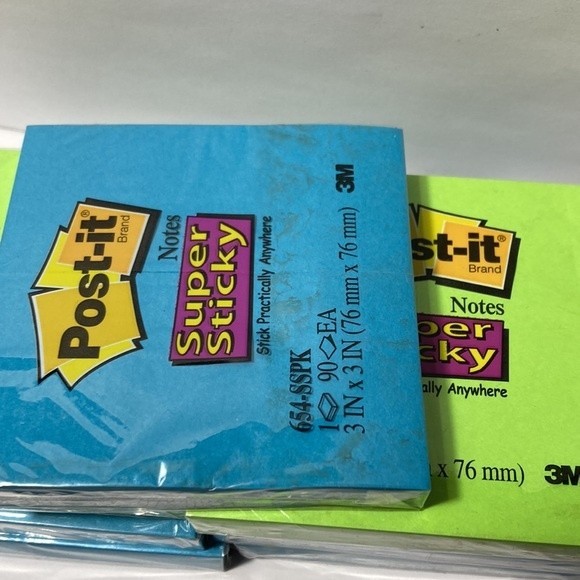 Post-it®
Brand
Notes
Super
Sticky
Stick Practically Anywhere
654-SSPK
1 90 EA
3 IN x 3 IN (76 mm x 76 mm)
3M
st-it®
Brand
Notes
per
cky
ally Anywhere
x 76 mm)
3M